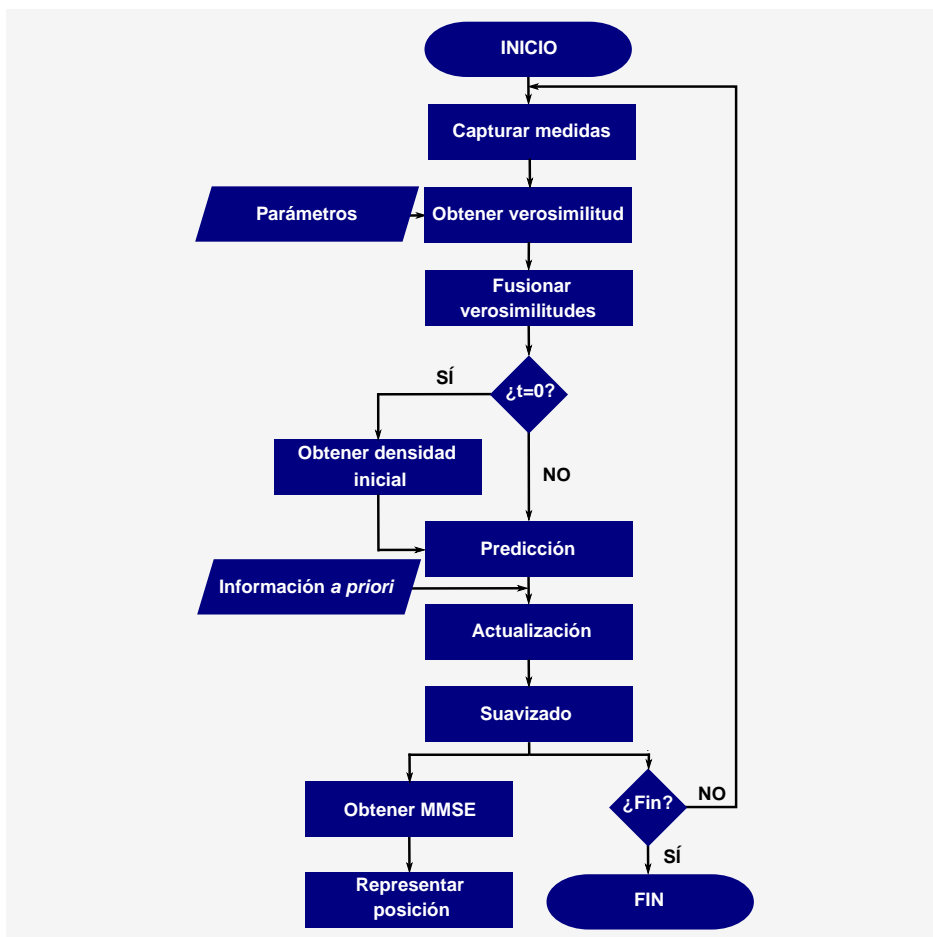 INICIO
Capturar medidas
Parámetros
Obtener verosimilitud
Fusionar
verosimilitudes
SÍ
¿t=0?
Obtener densidad
inicial
NO
Predicción
Información a priori
Actualización
Suavizado
Obtener MMSE
¿Fin?
NO
SÍ
Representar
posición
FIN